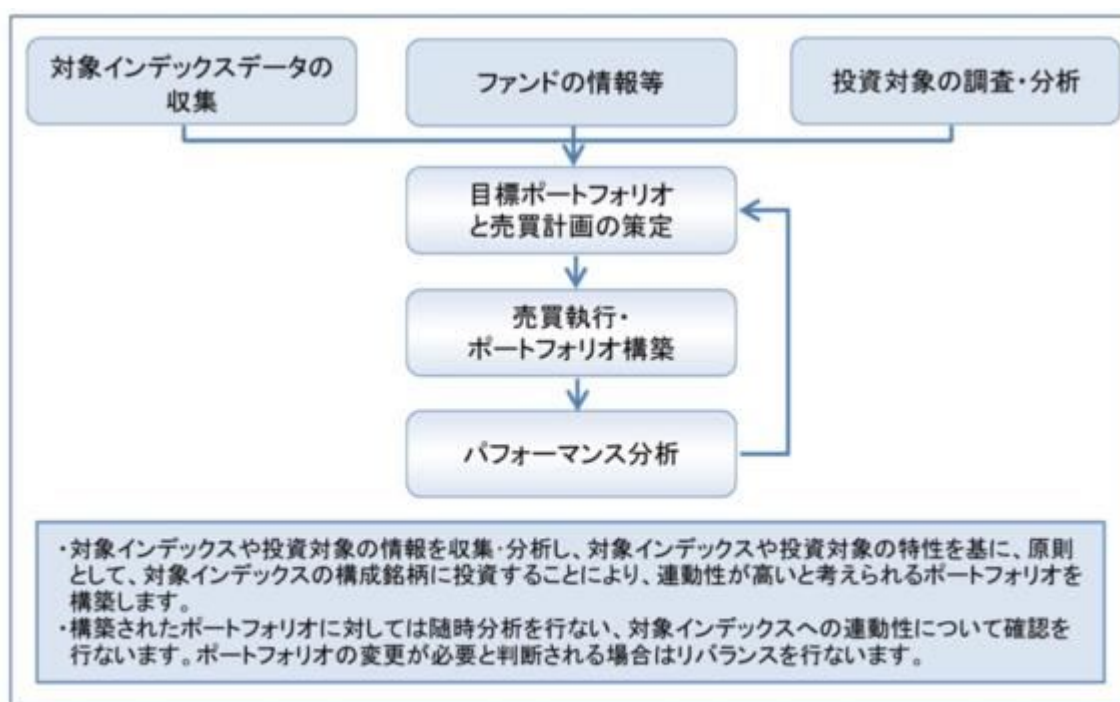 対象インデックスデータの
収集
ファンドの情報等
投資対象の調査・分析
目標ポートフォリオ
と売買計画の策定
売買執行・
ポートフォリオ構築
パフォーマンス分析
・対象インデックスや投資対象の情報を収集・分析し、対象インデックスや投資対象の特性を基に、原則
として、対象インデックスの構成銘柄に投資することにより、連動性が高いと考えられるポートフォリオを
構築します。
・構築されたポートフォリオに対しては随時分析を行ない、対象インデックスへの連動性について確認を
行ないます。ポートフォリオの変更が必要と判断される場合はリバランスを行ないます。